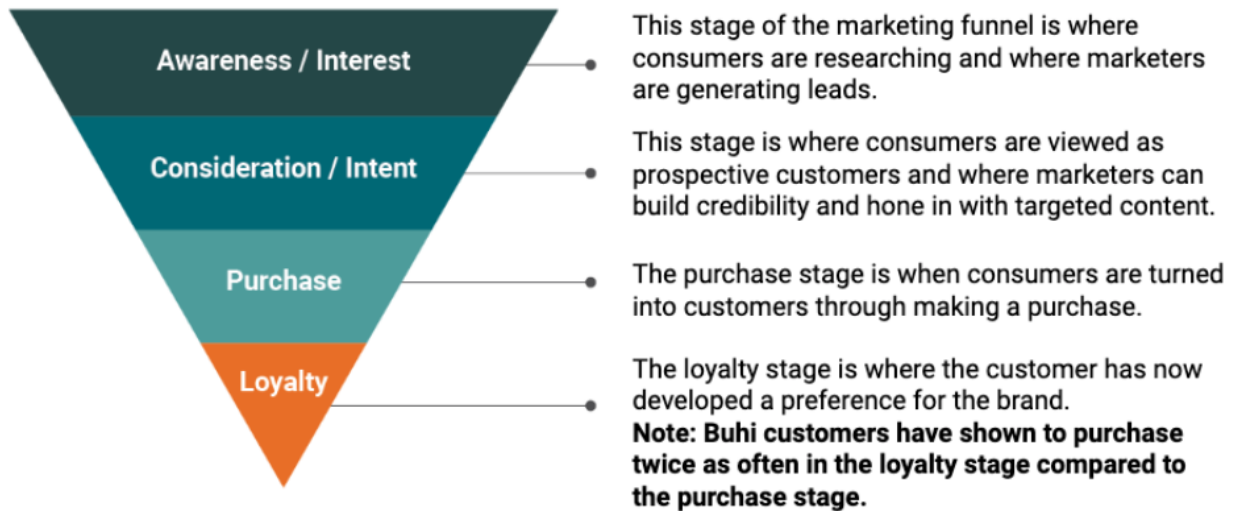 Awareness / Interest
This stage of the marketing funnel is where
consumers are researching and where marketers
are generating leads.
Consideration / Intent
This stage is where consumers are viewed as
prospective customers and where marketers can
build credibility and hone in with targeted content.
Purchase
The purchase stage is when consumers are turned
into customers through making a purchase.
Loyalty
The loyalty stage is where the customer has now
developed a preference for the brand.
Note: Buhi customers have shown to purchase
twice as often in the loyalty stage compared to
the purchase stage.